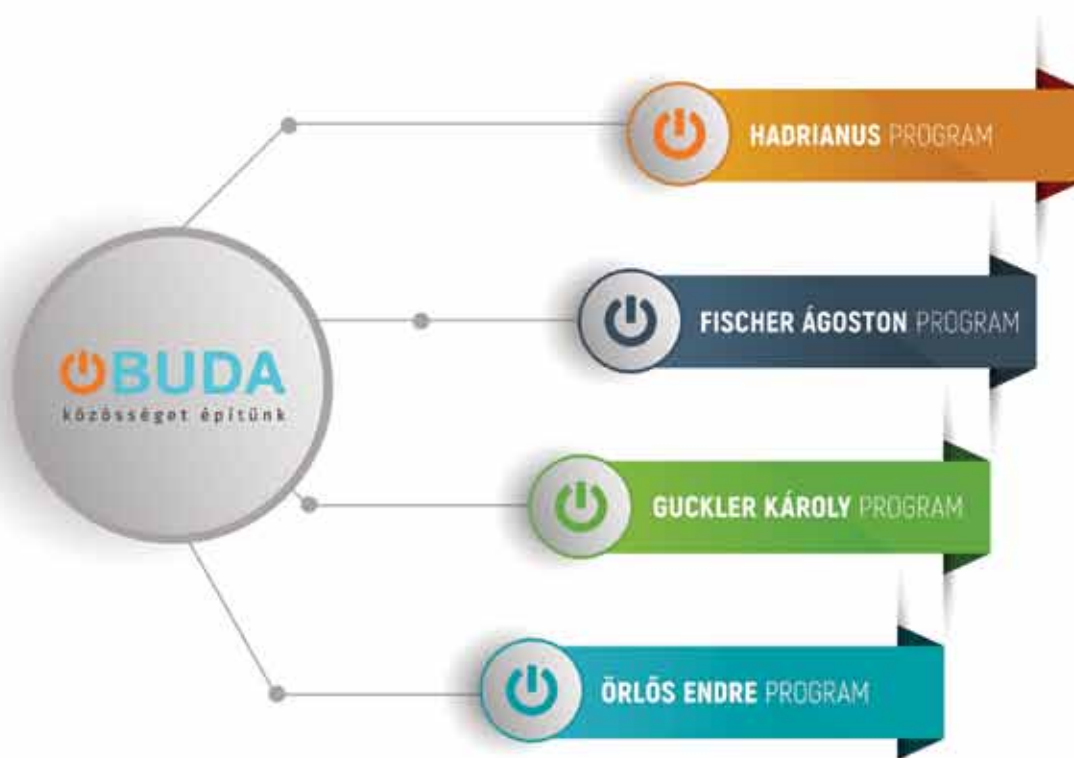 ÓBUDA
közösséget építünk
HADRIANUS PROGRAM
FISCHER ÁGOSTON PROGRAM
GUCKLER KÁROLY PROGRAM
ÖRLŐS ENDRE PROGRAM